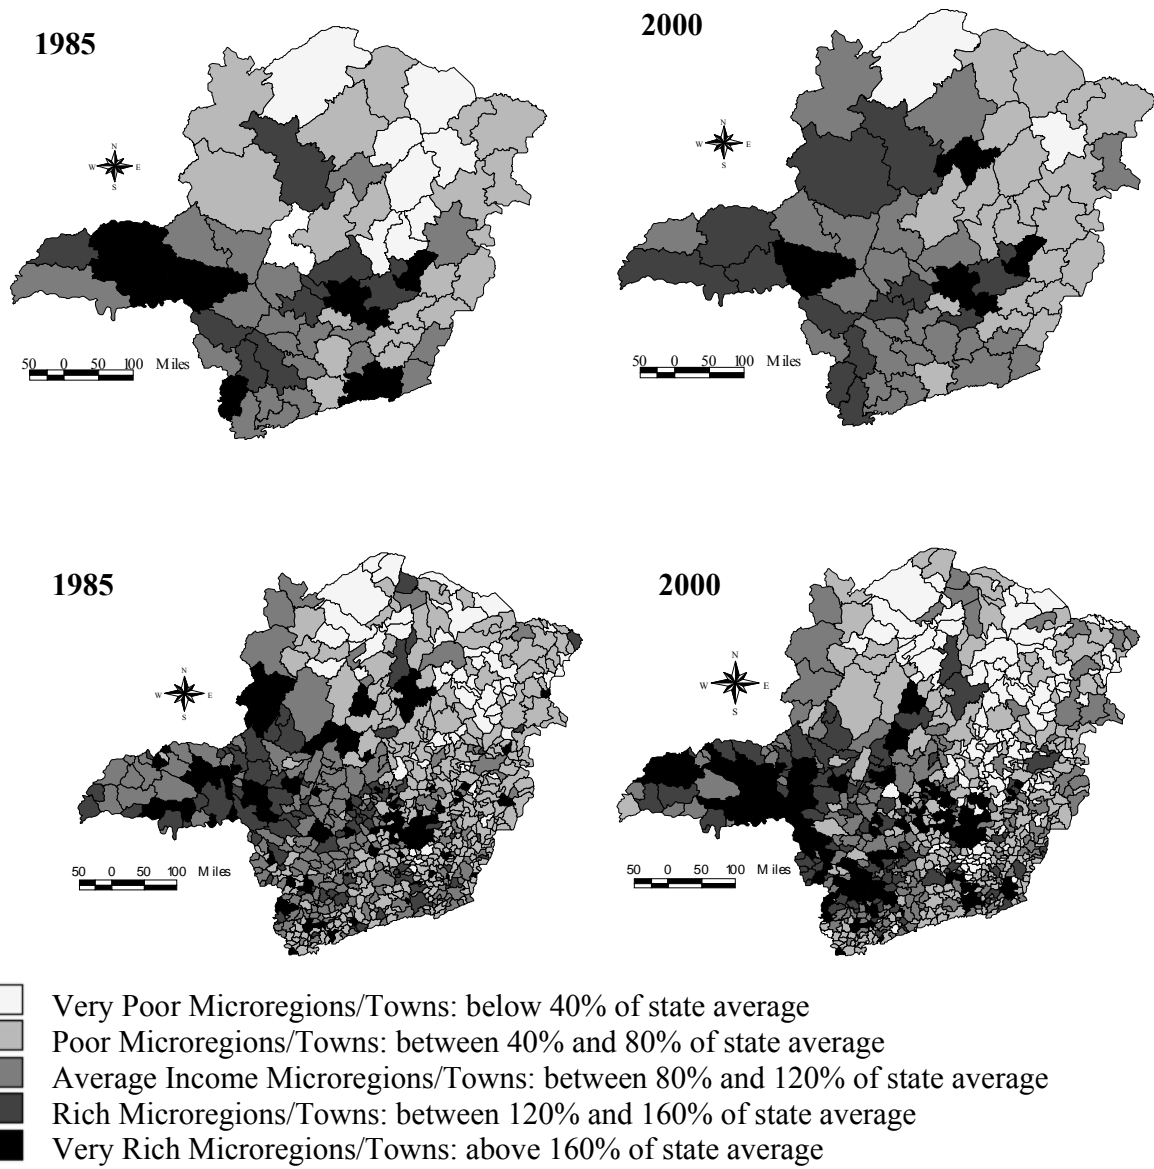 1985
2000
N
W E
S
N
W E
S
50 0 50 100 Miles
50 0 50 100 Miles
1985
2000
N
W E
S
N
W E
S
50 0 50 100 Miles
50 0 50 100 Miles
Very Poor Microregions/Towns: below 40% of state average
Poor Microregions/Towns: between 40% and 80% of state average
Average Income Microregions/Towns: between 80% and 120% of state average
Rich Microregions/Towns: between 120% and 160% of state average
Very Rich Microregions/Towns: above 160% of state average